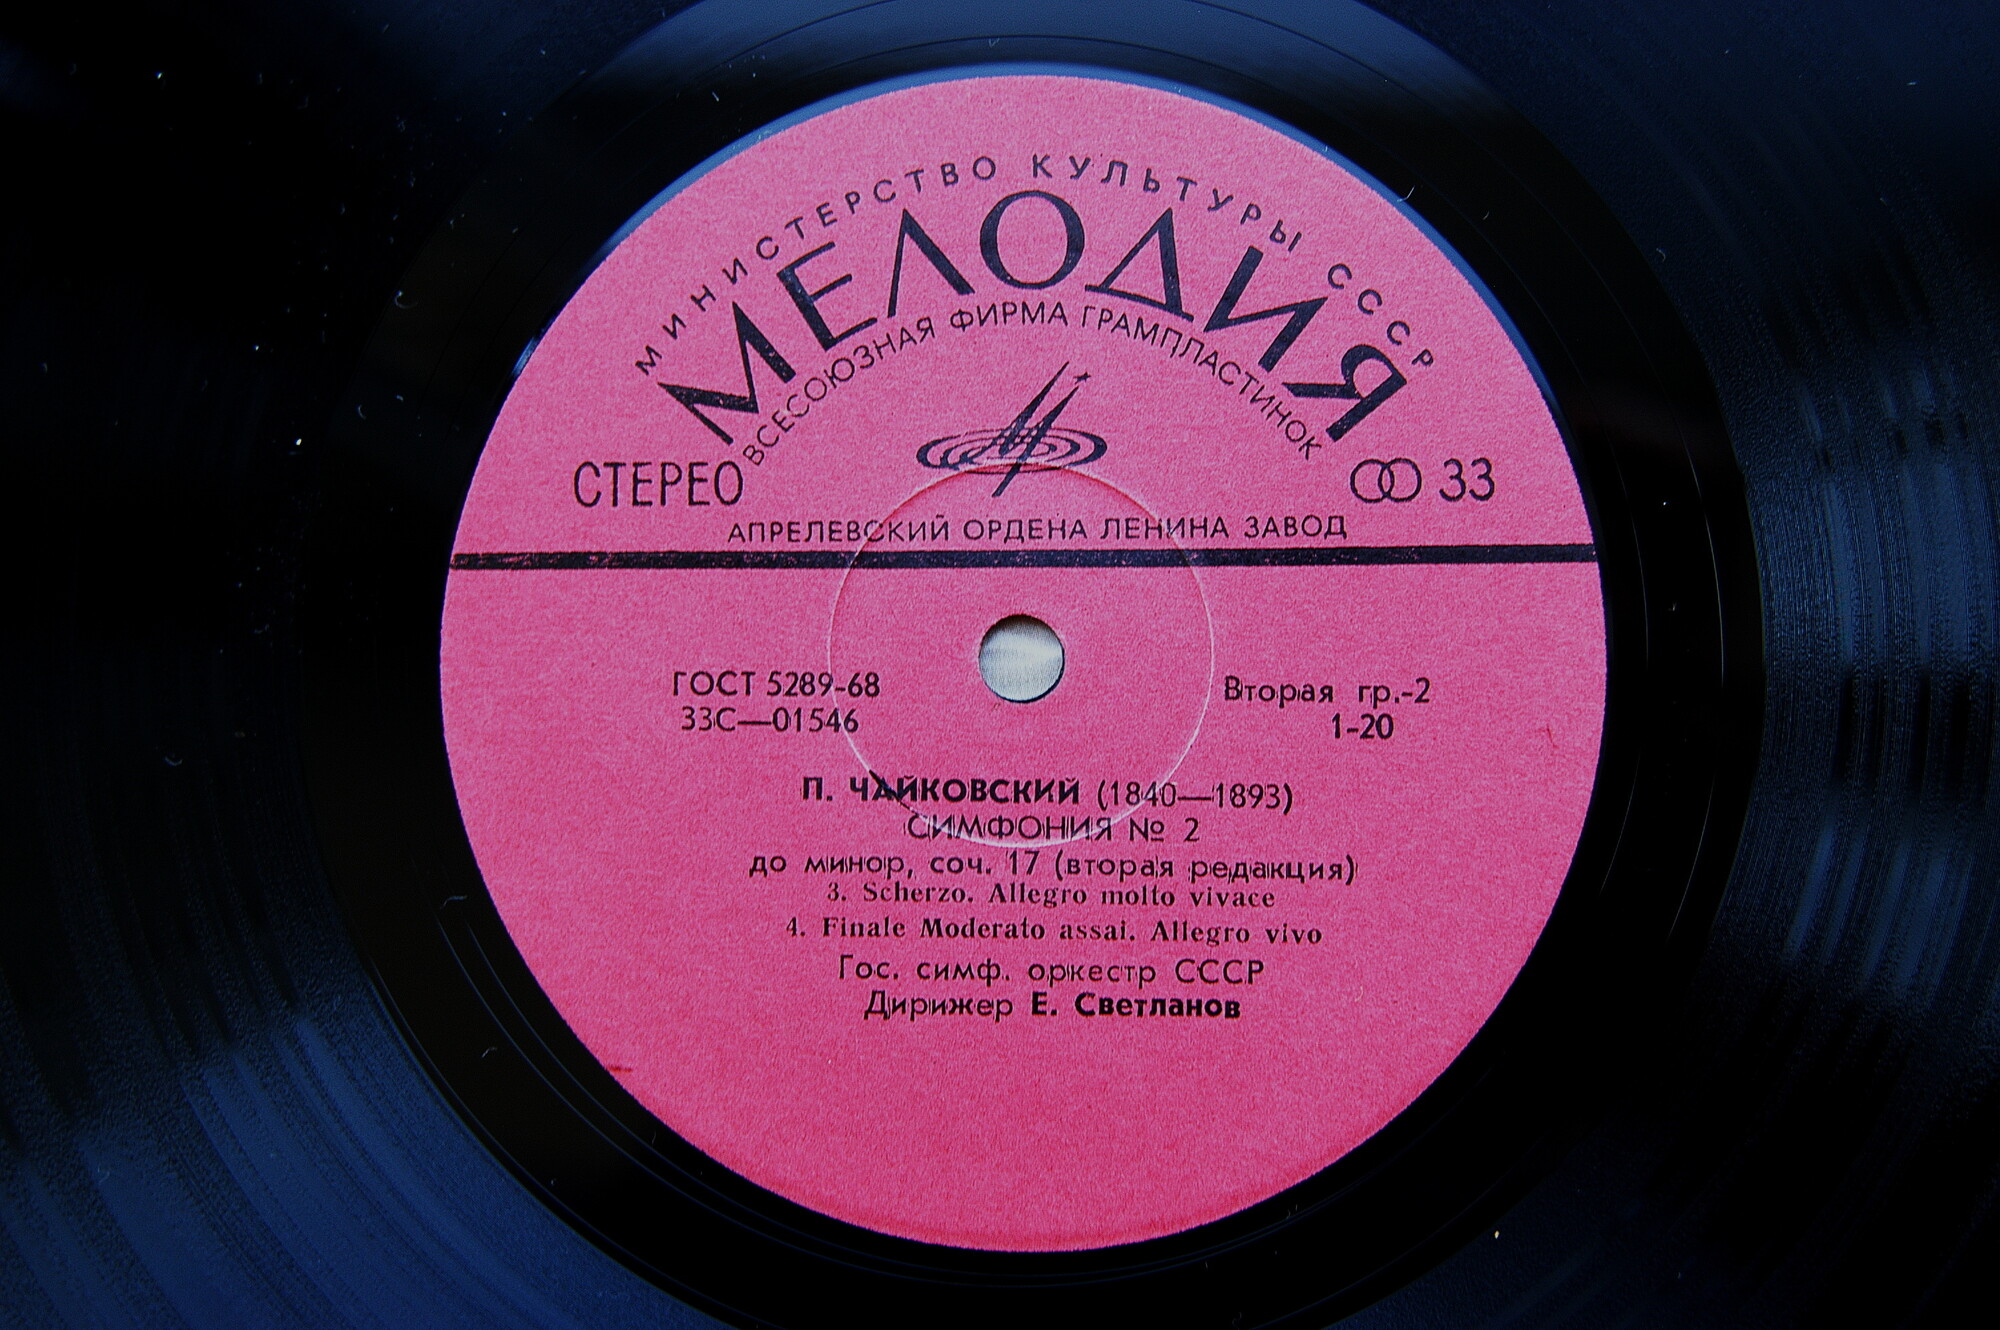 МИНИСТЕРСТВО КУЛЬТУРЫ СССР
МЕЛОДИЯ
ВСЕСОЮЗНАЯ ФИРМА ГРАМПЛАСТИНОК
СТЕРЕО
33
АПРЕЛЕВСКИЙ ОРДЕНА ЛЕНИНА ЗАВОД
ГОСТ 5289-68
33С—01546
Вторая гр.-2
1-20
П. ЧАЙКОВСКИЙ (1840—1893)
СИМФОНИЯ № 2
до минор, соч. 17 (вторая редакция)
3. Scherzo. Allegro molto vivace
4. Finale Moderato assai. Allegro vivo
Гос. симф. оркестр СССР
Дирижер Е. Светланов